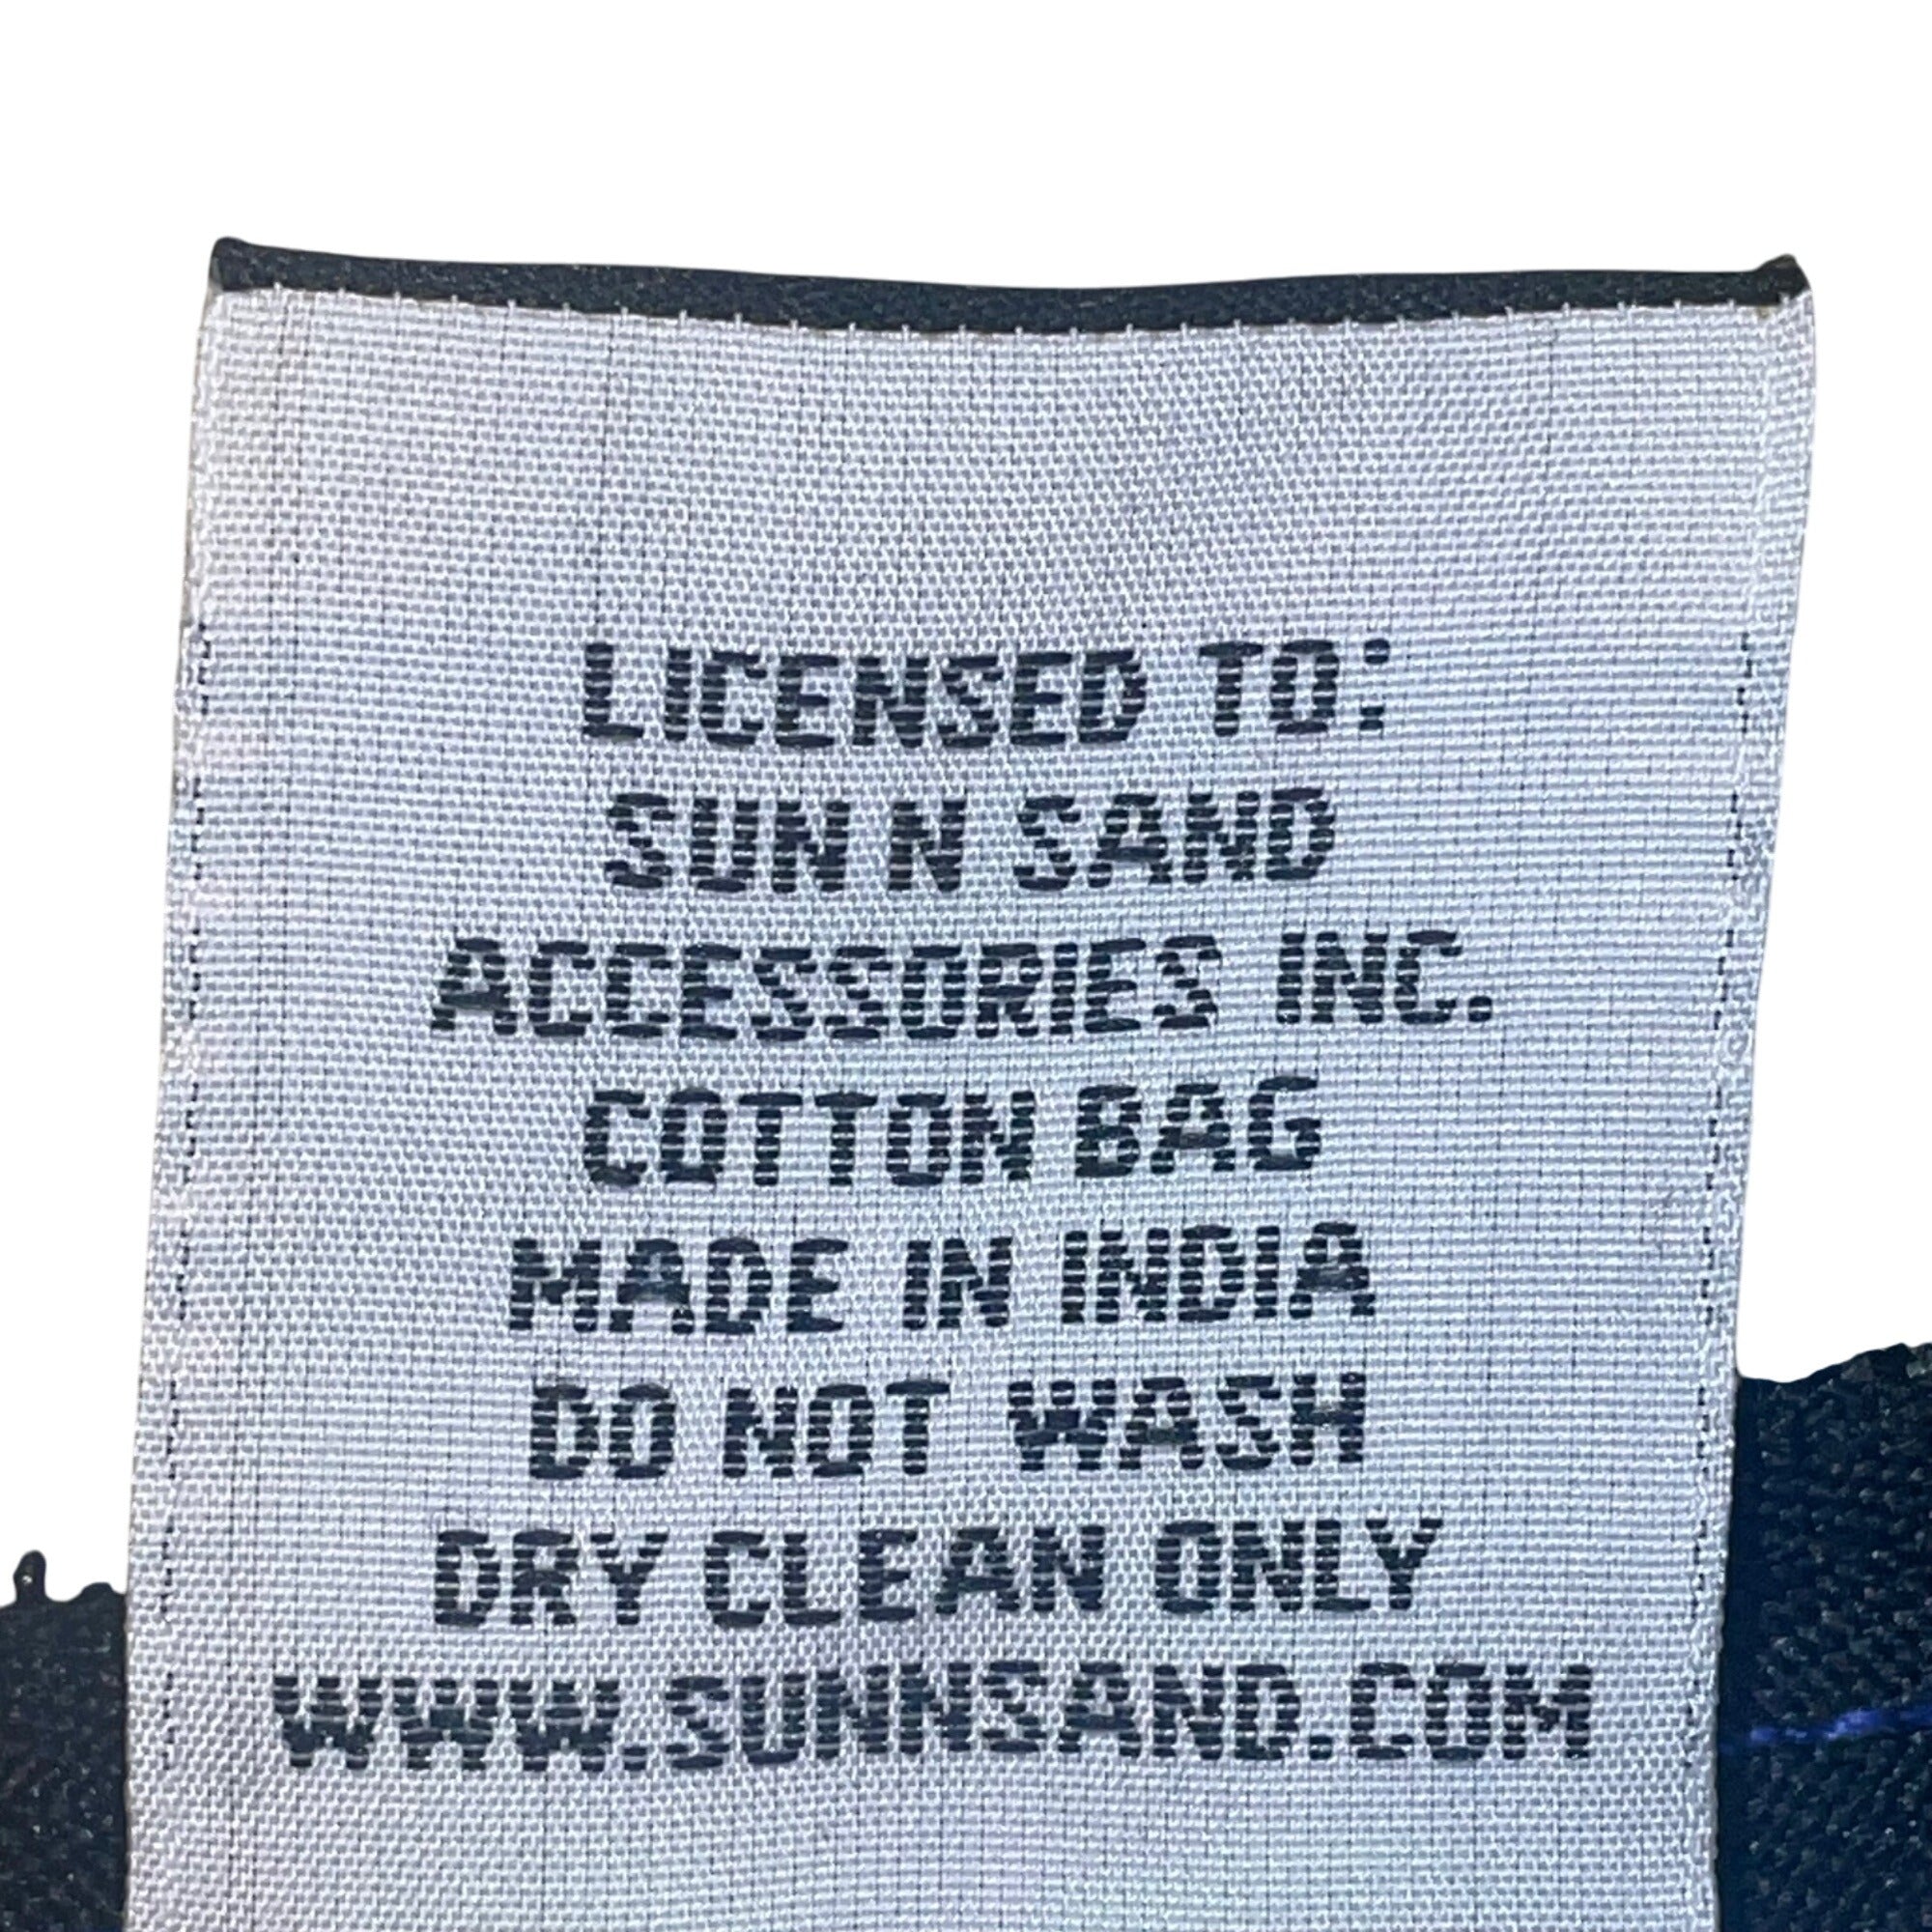 LICENSED TO:
SUN N SAND
ACCESSORIES INC.
COTTON BAG
MADE IN INDIA
DO NOT WASH
DRY CLEAN ONLY
WWW.SUNNSAND.COM